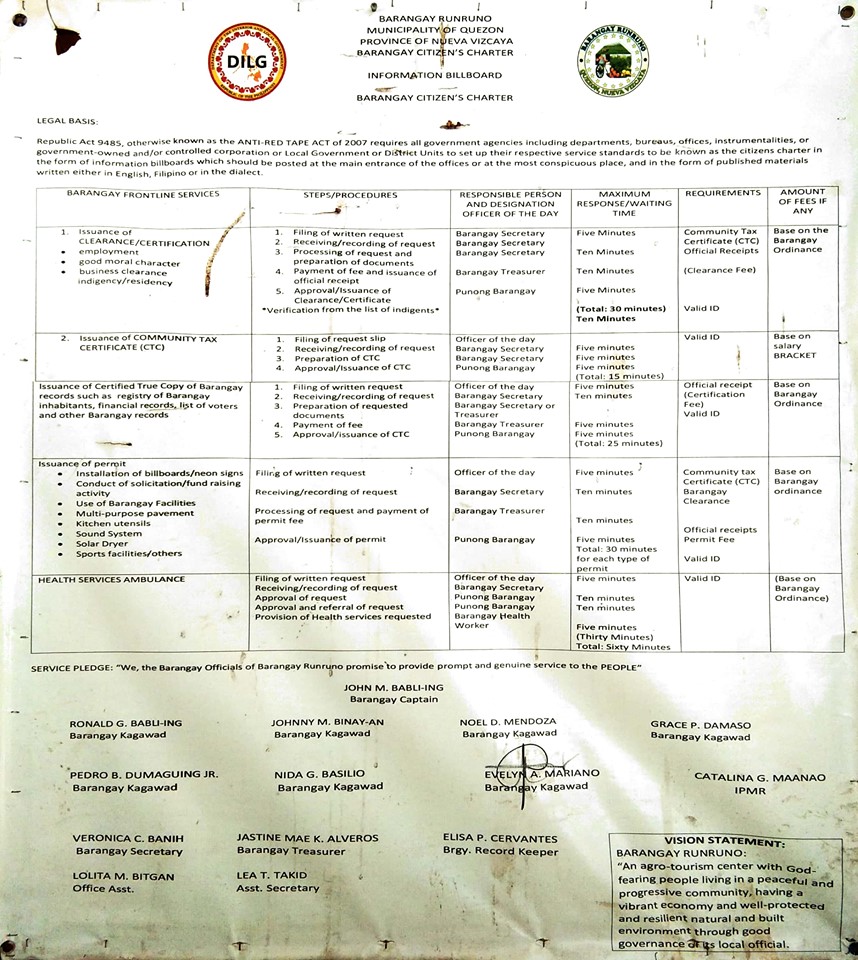 BARANGAY RUNRUNO
MUNICIPALITY OF QUEZON
PROVINCE OF NUEVA VIZCAYA
BARANGAY CITIZEN'S CHARTER
INFORMATION BILLBOARD
BARANGAY CITIZEN'S CHARTER
DILG
BARANGAY RUNRUNO
QUEZON, NUEVA VIZCAYA
LEGAL BASIS:
Republic Act 9485, otherwise known as the ANTI-RED TAPE ACT of 2007 requires all government agencies including departments, bureaus, offices, instrumentalities, or
government-owned and/or controlled corporation or Local Government or District Units to set up their respective service standards to be known as the citizens charter in
the form of information billboards which should be posted at the main entrance of the offices or at the most conspicuous place, and in the form of published materials
written either in English, Filipino or in the dialect.
BARANGAY FRONTLINE SERVICES
STEPS/PROCEDURES
RESPONSIBLE PERSON
AND DESIGNATION
OFFICER OF THE DAY
MAXIMUM
RESPONSE/WAITING
TIME
REQUIREMENTS
AMOUNT
OF FEES IF
ANY
1. Issuance of
CLEARANCE/CERTIFICATION
• employment
• good moral character
• business clearance
indigency/residency
1. Filing of written request
2. Receiving/recording of request
3. Processing of request and
preparation of documents
4. Payment of fee and issuance of
official receipt
5. Approval/Issuance of
Clearance/Certificate
*Verification from the list of indigents*
Barangay Secretary
Barangay Secretary
Barangay Secretary
Barangay Treasurer
Punong Barangay
Five Minutes
Ten Minutes
Ten Minutes
Five Minutes
(Total: 30 minutes)
Ten Minutes
Community Tax
Certificate (CTC)
Official Receipts
(Clearance Fee)
Valid ID
Base on the
Barangay
Ordinance
2. Issuance of COMMUNITY TAX
CERTIFICATE (CTC)
1. Filing of request slip
2. Receiving/recording of request
3. Preparation of CTC
4. Approval/Issuance of CTC
Officer of the day
Barangay Secretary
Barangay Secretary
Punong Barangay
Five minutes
Five minutes
Five minutes
(Total: 15 minutes)
Valid ID
Base on
salary
BRACKET
Issuance of Certified True Copy of Barangay
records such as registry of Barangay
inhabitants, financial records, list of voters
and other Barangay records
1. Filing of written request
2. Receiving/recording of request
3. Preparation of requested
documents
4. Payment of fee
5. Approval/issuance of CTC
Officer of the day
Barangay Secretary
Barangay Secretary or
Treasurer
Barangay Treasurer
Punong Barangay
Five minutes
Ten minutes
Five minutes
Five minutes
(Total: 25 minutes)
Official receipt
(Certification
Fee)
Valid ID
Base on
Barangay
Ordinance
Issuance of permit
• Installation of billboards/neon signs
• Conduct of solicitation/fund raising
activity
• Use of Barangay Facilities
• Multi-purpose pavement
• Kitchen utensils
• Sound System
• Solar Dryer
• Sports facilities/others
Filing of written request
Receiving/recording of request
Processing of request and payment of
permit fee
Approval/Issuance of permit
Officer of the day
Barangay Secretary
Barangay Treasurer
Punong Barangay
Five minutes
Ten minutes
Ten minutes
Five minutes
Total: 30 minutes
for each type of
permit
Community tax
Certificate (CTC)
Barangay
Clearance
Official receipts
Permit Fee
Valid ID
Base on
Barangay
ordinance
HEALTH SERVICES AMBULANCE
Filing of written request
Receiving/recording of request
Approval of request
Approval and referral of request
Provision of Health services requested
Officer of the day
Barangay Secretary
Punong Barangay
Punong Barangay
Barangay Health
Worker
Five minutes
Ten minutes
Ten minutes
Five minutes
(Thirty Minutes)
Total: Sixty Minutes
Valid ID
(Base on
Barangay
Ordinance)
SERVICE PLEDGE: "We, the Barangay Officials of Barangay Runruno promise to provide prompt and genuine service to the PEOPLE"
JOHN M. BABLI-ING
Barangay Captain
RONALD G. BABLI-ING
Barangay Kagawad
JOHNNY M. BINAY-AN
Barangay Kagawad
NOEL D. MENDOZA
Barangay Kagawad
GRACE P. DAMASO
Barangay Kagawad
PEDRO B. DUMAGUING JR.
Barangay Kagawad
NIDA G. BASILIO
Barangay Kagawad
EVELYN A. MARIANO
Barangay Kagawad
CATALINA G. MAANAO
IPMR
VERONICA C. BANIH
Barangay Secretary
JASTINE MAE K. ALVEROS
Barangay Treasurer
ELISA P. CERVANTES
Brgy. Record Keeper
LOLITA M. BITGAN
Office Asst.
LEA T. TAKID
Asst. Secretary
VISION STATEMENT:
BARANGAY RUNRUNO:
"An agro-tourism center with God-
fearing people living in a peaceful and
progressive community, having a
vibrant economy and well-protected
and resilient natural and built
environment through good
governance of its local official.